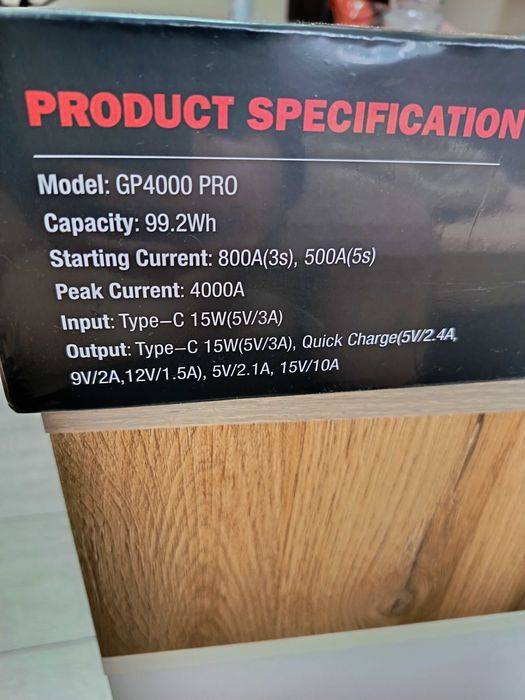 PRODUCT SPECIFICATION
Model: GP4000 PRO
Capacity: 99.2Wh
Starting Current: 800A(3s), 500A(5s)
Peak Current: 4000A
Input: Type-C 15W(5V/3A)
Output: Type-C 15W(5V/3A), Quick Charge(5V/2.4A,
9V/2A,12V/1.5A), 5V/2.1A, 15V/10A